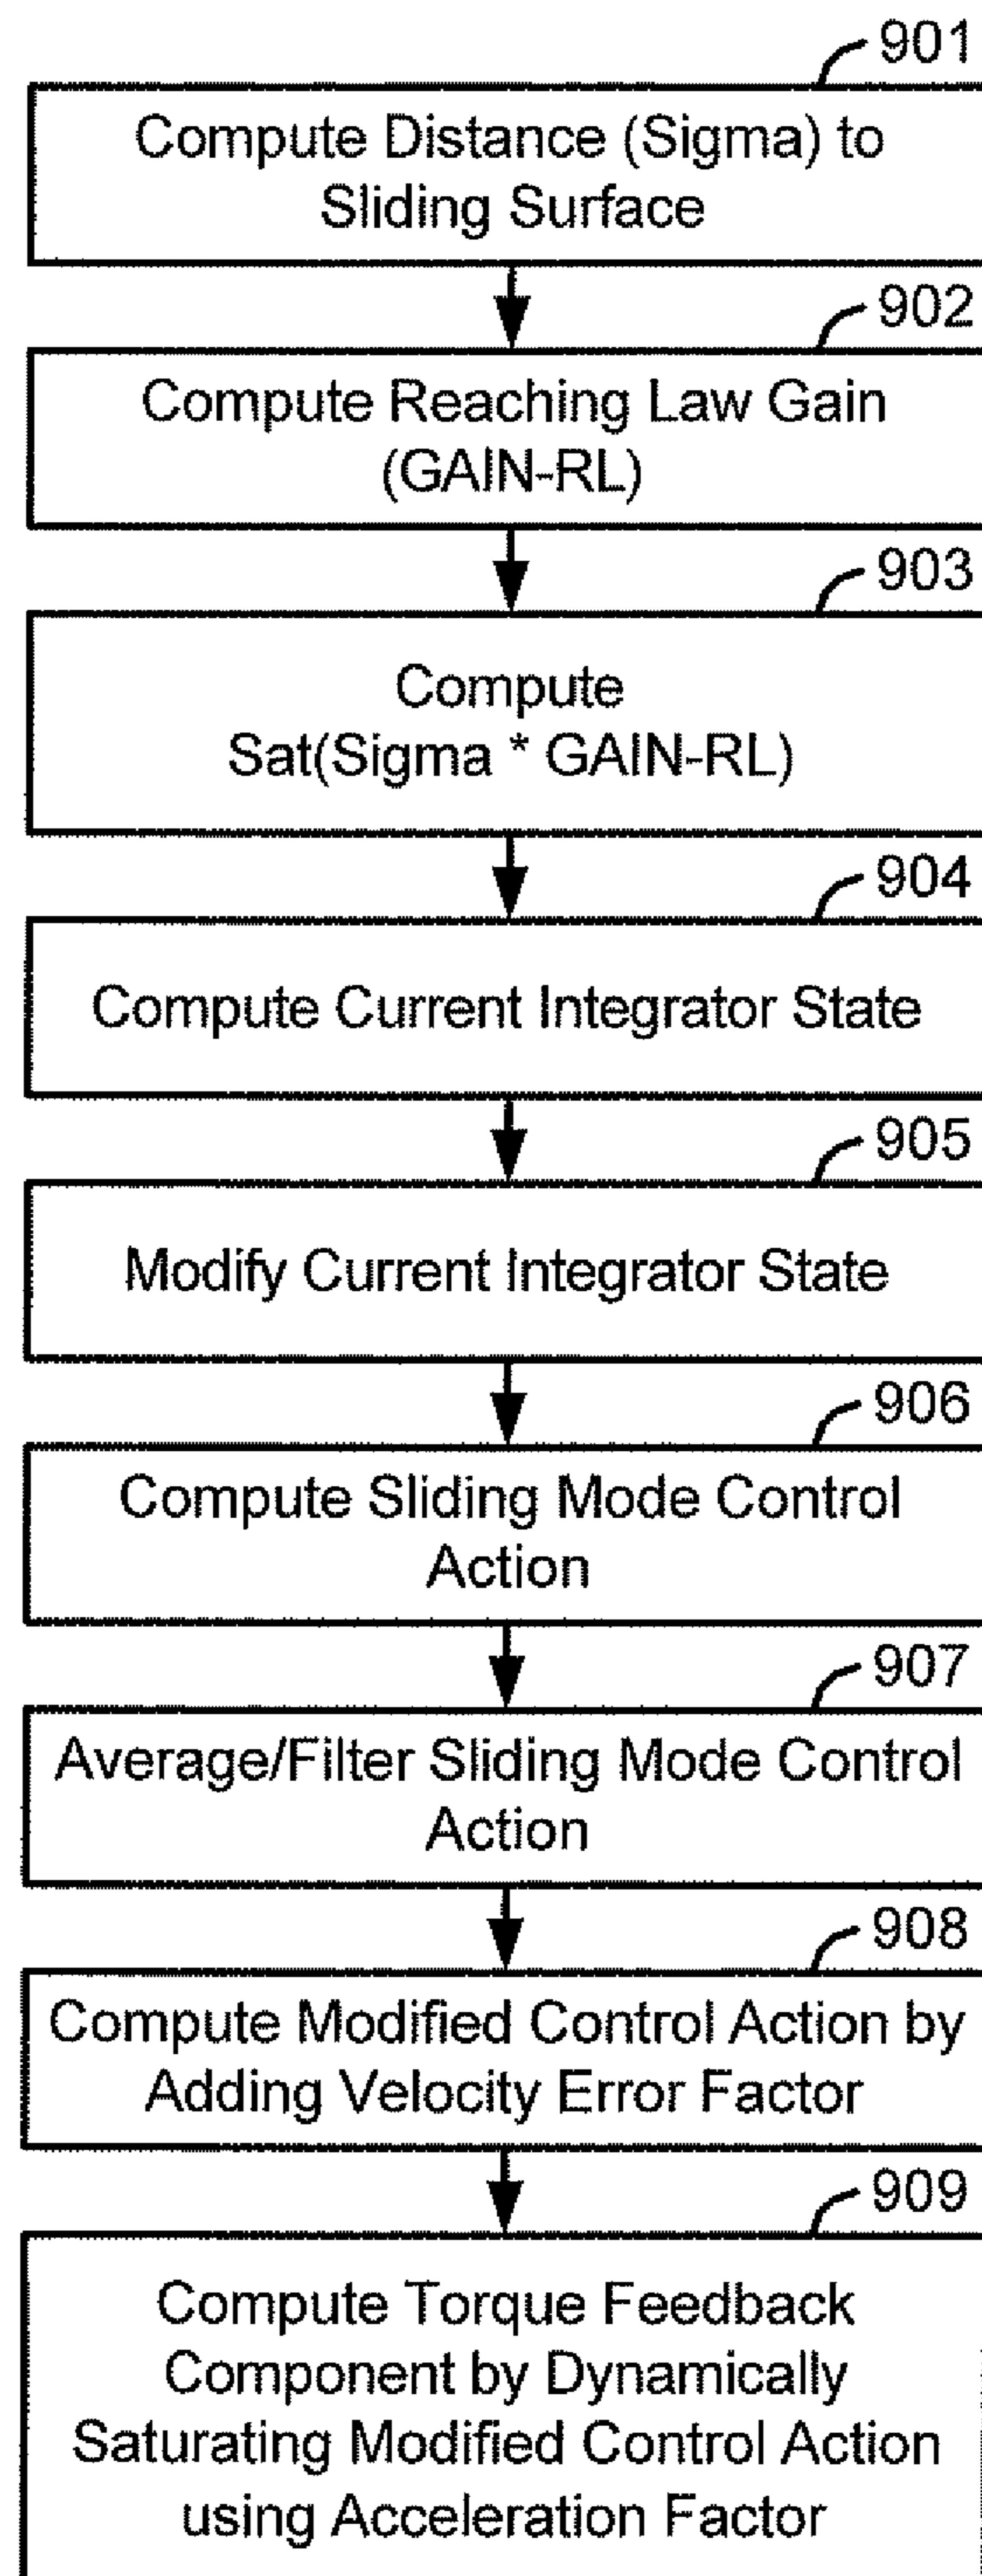 901
Compute Distance (Sigma) to
Sliding Surface
902
Compute Reaching Law Gain
(GAIN-RL)
903
Compute
Sat(Sigma * GAIN-RL)
904
Compute Current Integrator State
905
Modify Current Integrator State
906
Compute Sliding Mode Control
Action
907
Average/Filter Sliding Mode Control
Action
908
Compute Modified Control Action by
Adding Velocity Error Factor
909
Compute Torque Feedback
Component by Dynamically
Saturating Modified Control Action
using Acceleration Factor